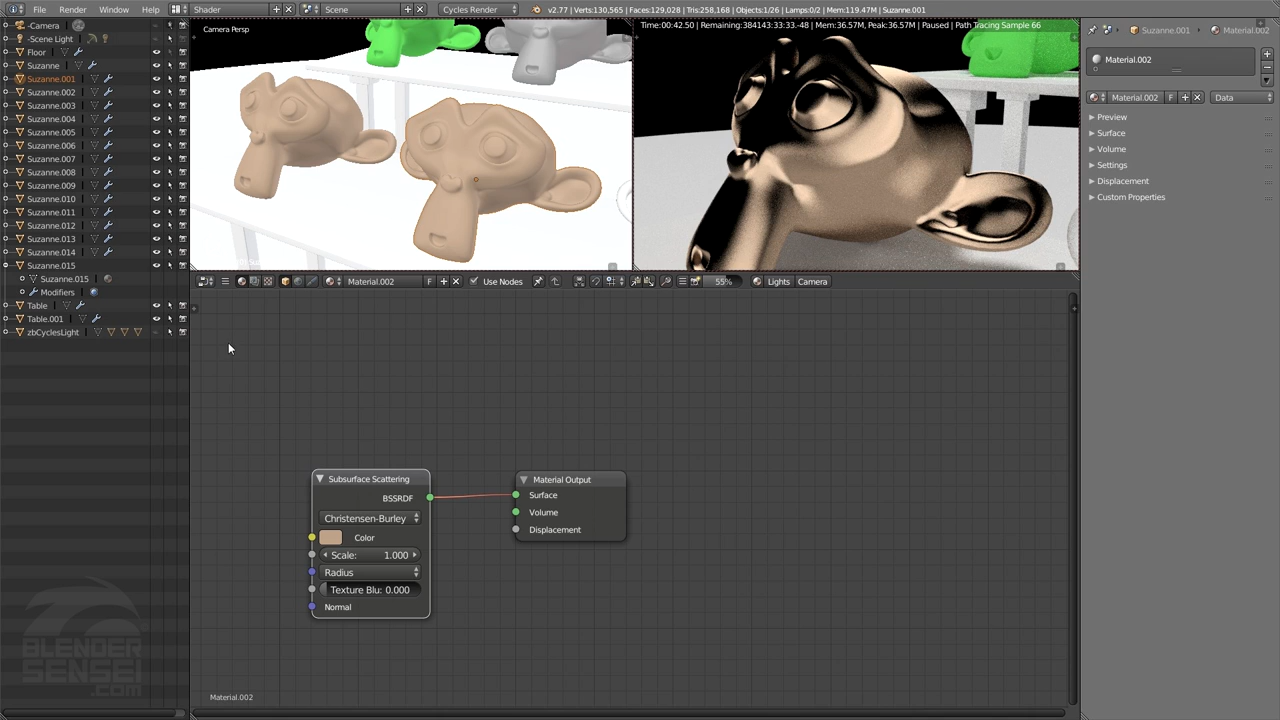 File Render Window Help Shader Scene Cycles Render v2.77 | Verts:130,565 | Faces:129,028 | Tris:258,168 | Objects:1/26 | Lamps:0/2 | Mem:119.47M | Suzanne.001
-Camera
Scene Lig
Floor
Suzanne
Suzanne.001
Suzanne.002
Suzanne.003
Suzanne.004
Suzanne.005
Suzanne.006
Suzanne.007
Suzanne.008
Suzanne.009
Suzanne.010
Suzanne.011
Suzanne.012
Suzanne.013
Suzanne.014
Suzanne.015
Suzanne.015
Modifiers
Table
Table.001
zbCyclesLight
Camera Persp
Time:00:42.50 | Remaining:384143:33:33.-48 | Mem:36.57M, Peak:36.57M | Paused | Path Tracing Sample 66
Suzanne.001 Material.002
Material.002
Material.002 F Data
Preview
Surface
Volume
Settings
Displacement
Custom Properties
Material.002 F Use Nodes 55% Lights Camera
Subsurface Scattering
BSSRDF
Christensen-Burley
Color
Scale: 1.000
Radius
Texture Blu: 0.000
Normal
Material Output
Surface
Volume
Displacement
Material.002
BLENDER
SENSEI
.COM